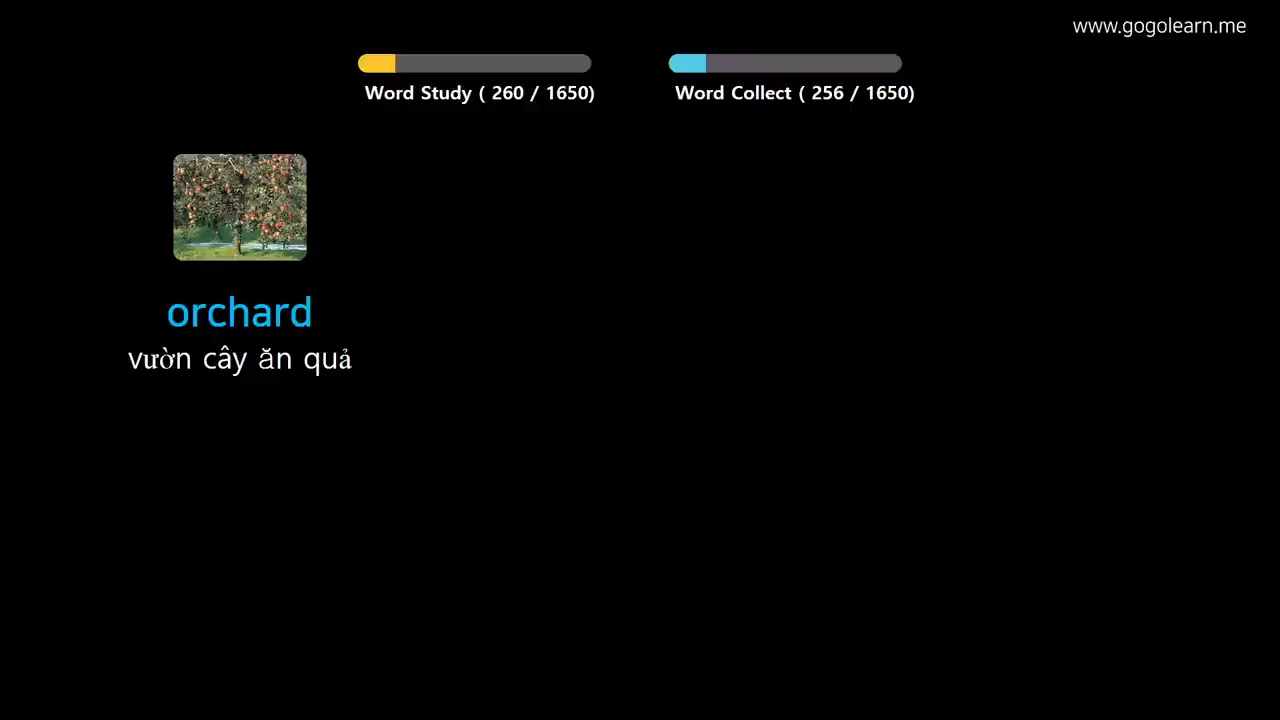 www.gogolearn.me
Word Study ( 260 / 1650)
Word Collect ( 256 / 1650)
orchard
vườn cây ăn quả